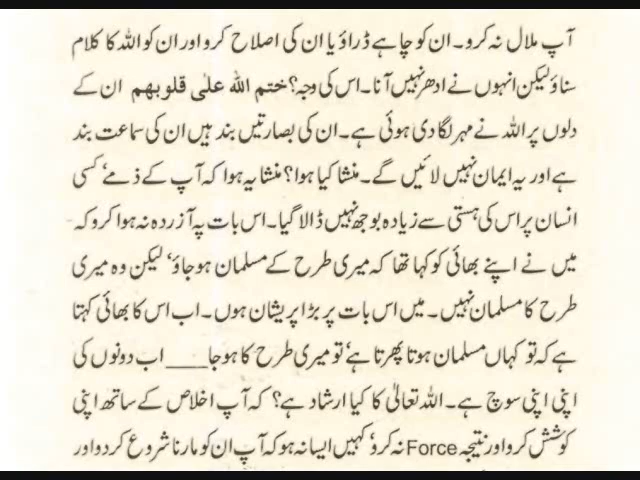 آپ ملال نہ کرو۔ ان کو چاہے ڈراؤ یا ان کی اصلاح کرو اور ان کو اللہ کا کلام
سناؤ لیکن انہوں نے ادھر نہیں آنا۔ اس کی وجہ؟ ختم اللہ علیٰ قلوبھم ان کے
دلوں پر اللہ نے مہر لگا دی ہوئی ہے۔ ان کی بصارتیں بند ہیں ان کی سماعت بند
ہے اور یہ ایمان نہیں لائیں گے۔ منشا کیا ہوا؟ منشا یہ ہوا کہ آپ کے ذمے، کسی
انسان پر اس کی ہستی سے زیادہ بوجھ نہیں ڈالا گیا۔ اس بات پہ آزردہ نہ ہوا کرو کہ
میں نے اپنے بھائی کو کہا تھا کہ میری طرح کے مسلمان ہو جاؤ، لیکن وہ میری
طرح کا مسلمان نہیں۔ میں اس بات پر بڑا پریشان ہوں۔ اب اس کا بھائی کہتا
ہے کہ تو کہاں مسلمان ہوتا پھرتا ہے، تو میری طرح کا ہو جا____ اب دونوں کی
اپنی اپنی سوچ ہے۔ اللہ تعالیٰ کا کیا ارشاد ہے؟ کہ آپ اخلاص کے ساتھ اپنی
کوشش کرو اور نتیجہ Force نہ کرو، کہیں ایسا نہ ہو کہ آپ ان کو مارنا شروع کر دو اور